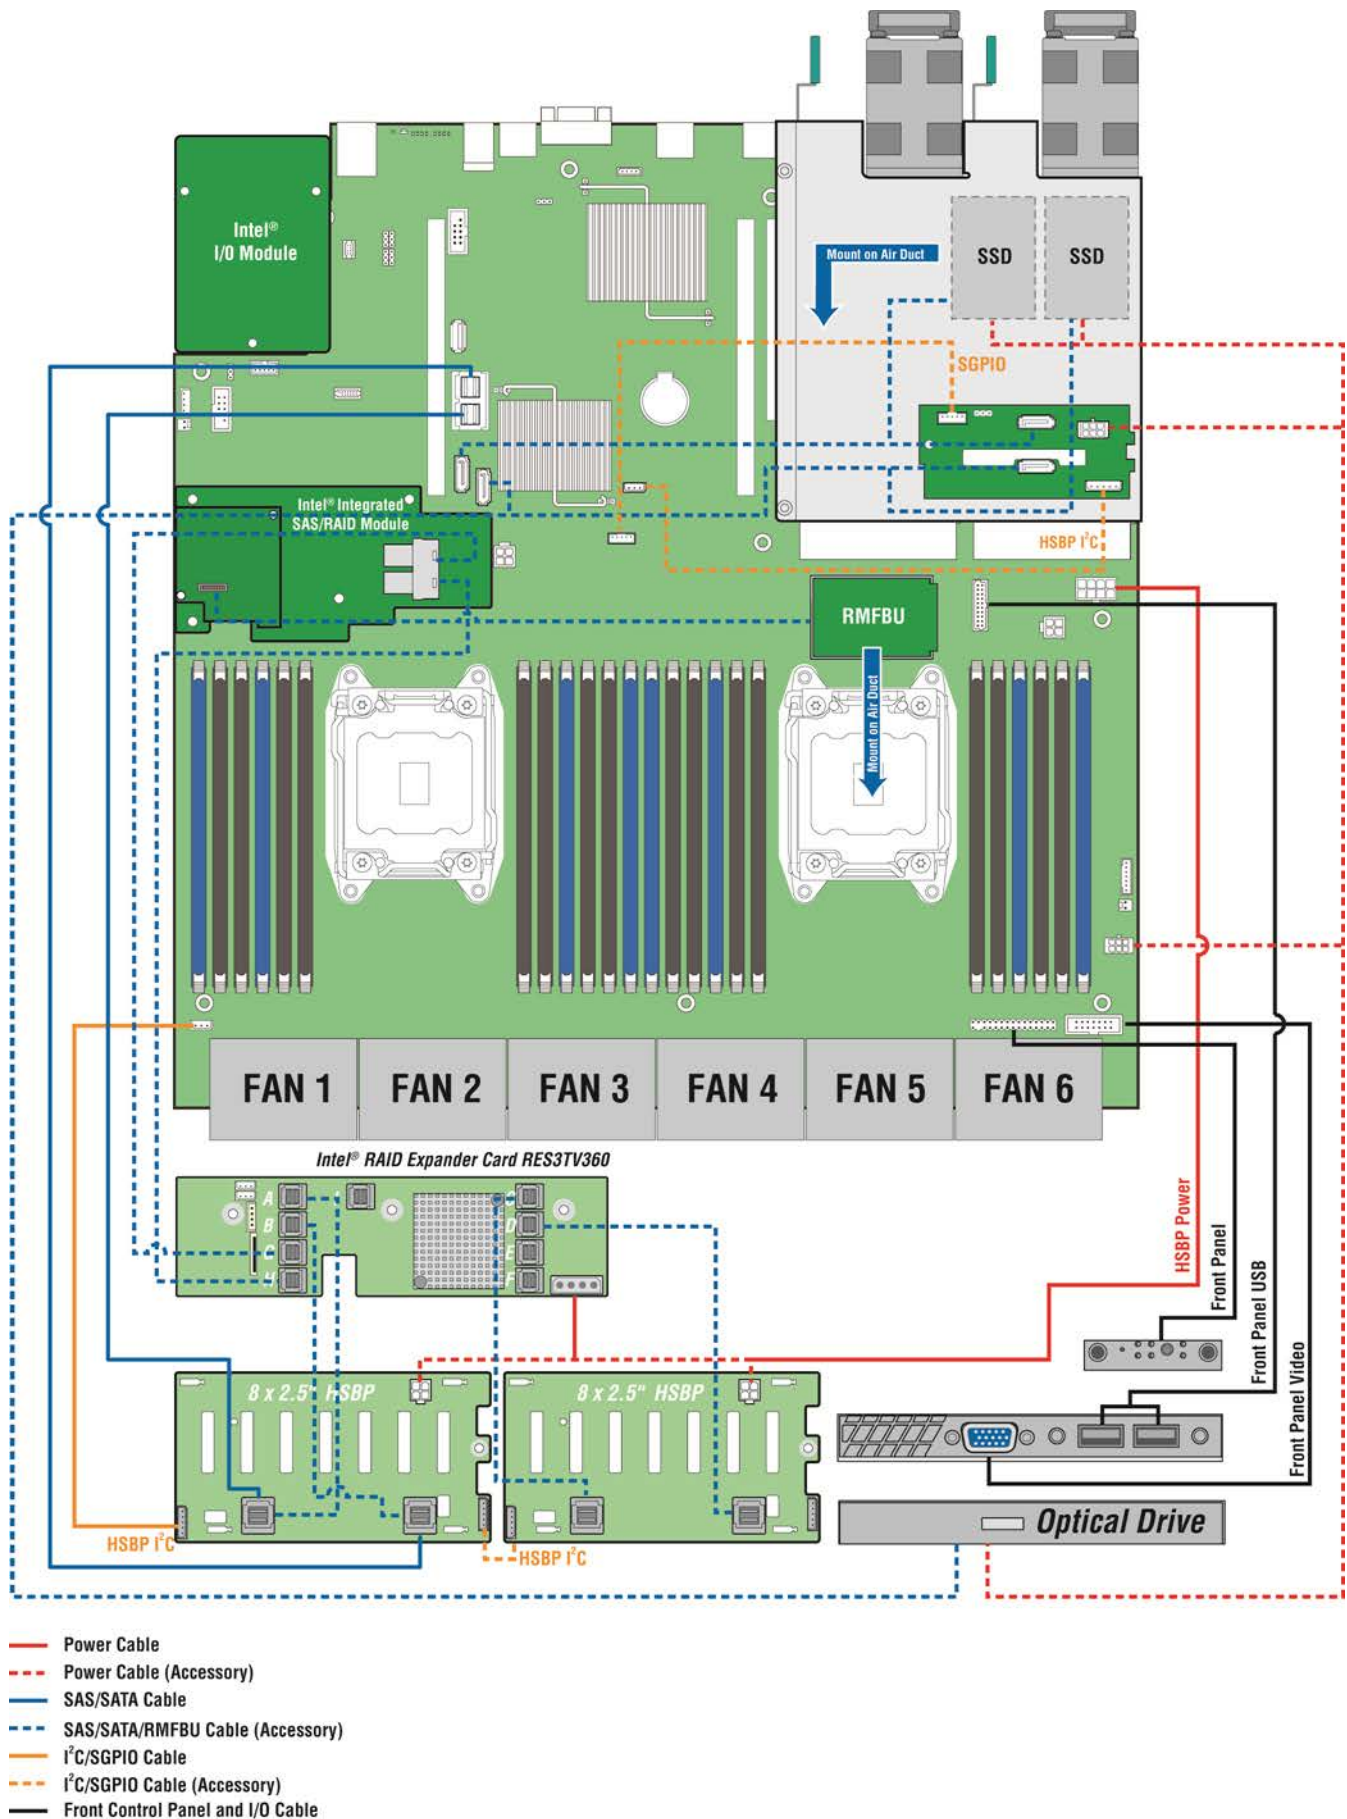 Intel®
I/O Module
Mount on Air Duct
SSD
SSD
SGPIO
Intel® Integrated
SAS/RAID Module
HSBP I²C
RMFBU
Mount on Air Duct
FAN 1
FAN 2
FAN 3
FAN 4
FAN 5
FAN 6
Intel® RAID Expander Card RES3TV360
A
B
C
H
I
G
D
E
F
HSBP Power
Front Panel
Front Panel USB
Front Panel Video
8 x 2.5" HSBP
8 x 2.5" HSBP
HSBP I²C
HSBP I²C
Optical Drive
Power Cable
Power Cable (Accessory)
SAS/SATA Cable
SAS/SATA/RMFBU Cable (Accessory)
I²C/SGPIO Cable
I²C/SGPIO Cable (Accessory)
Front Control Panel and I/O Cable